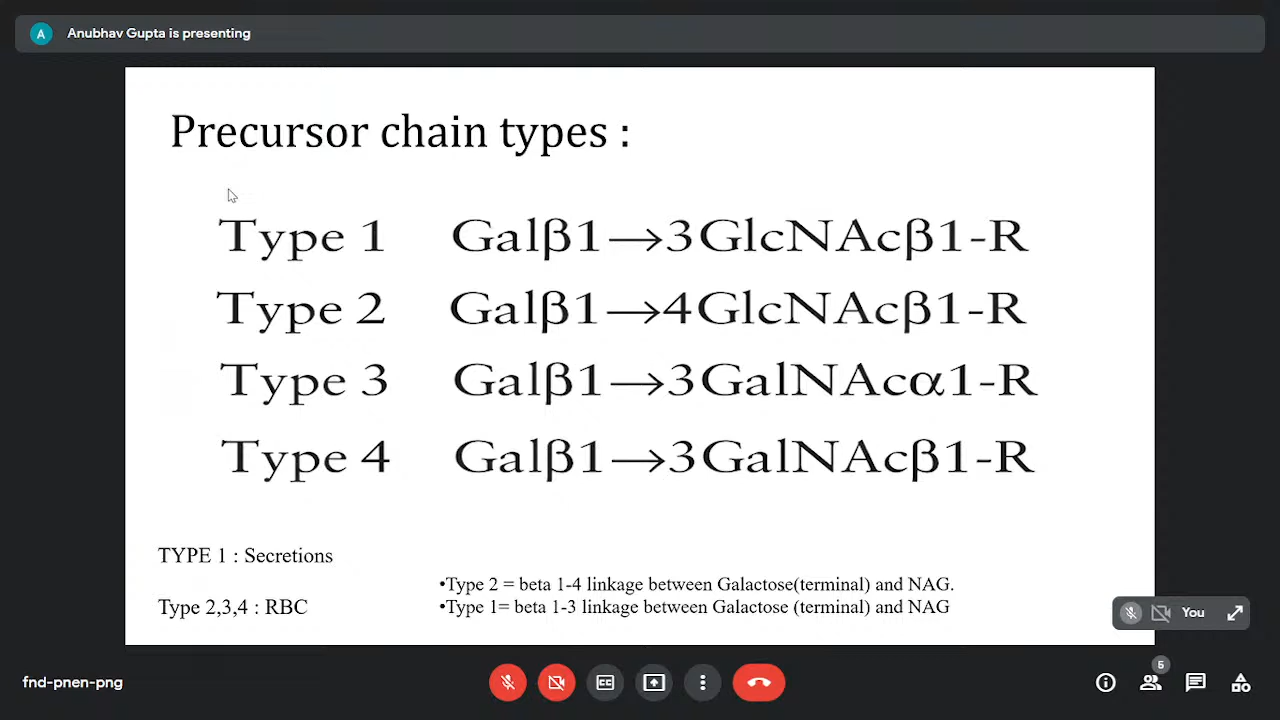 A Anubhav Gupta is presenting
Precursor chain types :
Type 1 Galβ1→3GlcNAcβ1-R
Type 2 Galβ1→4GlcNAcβ1-R
Type 3 Galβ1→3GalNAcα1-R
Type 4 Galβ1→3GalNAcβ1-R
TYPE 1 : Secretions
Type 2,3,4 : RBC
•Type 2 = beta 1-4 linkage between Galactose(terminal) and NAG.
•Type 1= beta 1-3 linkage between Galactose (terminal) and NAG
You
fnd-pnen-png
CC
5